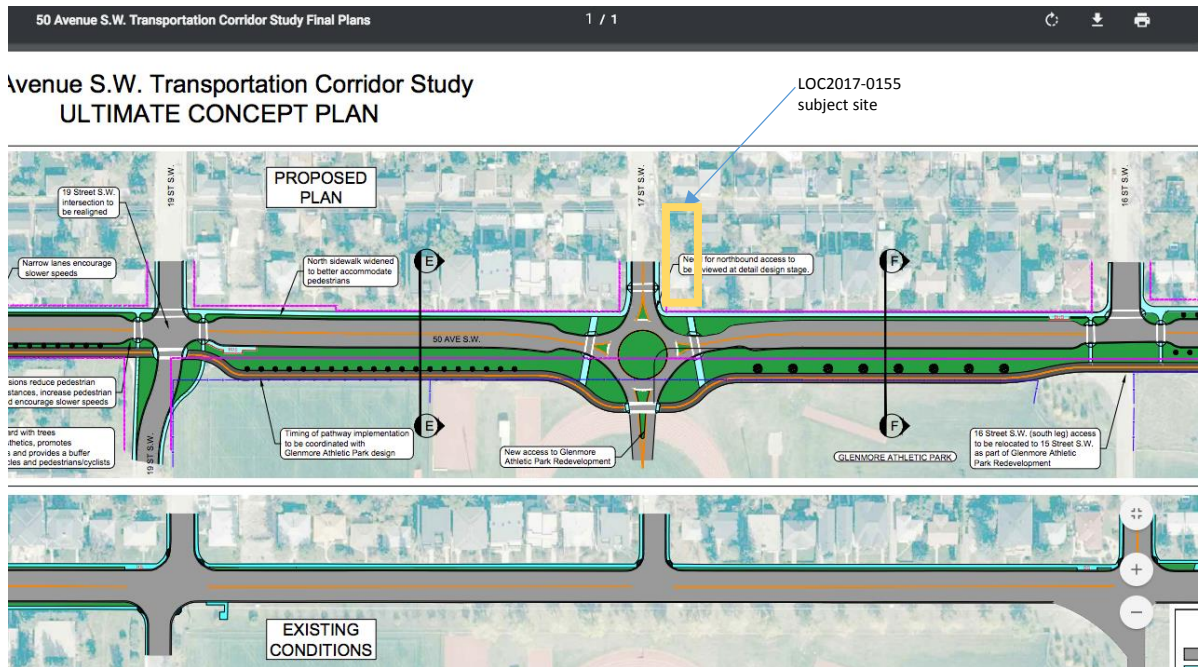 50 Avenue S.W. Transportation Corridor Study Final Plans
1 / 1
Avenue S.W. Transportation Corridor Study
ULTIMATE CONCEPT PLAN
LOC2017-0155
subject site
PROPOSED
PLAN
19 ST S.W.
17 ST S.W.
16 ST S.W.
19 Street S.W.
intersection to
be realigned
Narrow lanes encourage
slower speeds
North sidewalk widened
to better accommodate
pedestrians
E
Need for northbound access to
be reviewed at detail design stage.
F
50 AVE S.W.
sions reduce pedestrian
stances, increase pedestrian
d encourage slower speeds
ard with trees
sthetics, promotes
s and provides a buffer
cles and pedestrians/cyclists
19 ST S.W.
Timing of pathway implementation
to be coordinated with
Glenmore Athletic Park design
E
New access to Glenmore
Athletic Park Redevelopment
F
GLENMORE ATHLETIC PARK
16 Street S.W. (south leg) access
to be relocated to 15 Street S.W.
as part of Glenmore Athletic
Park Redevelopment
EXISTING
CONDITIONS